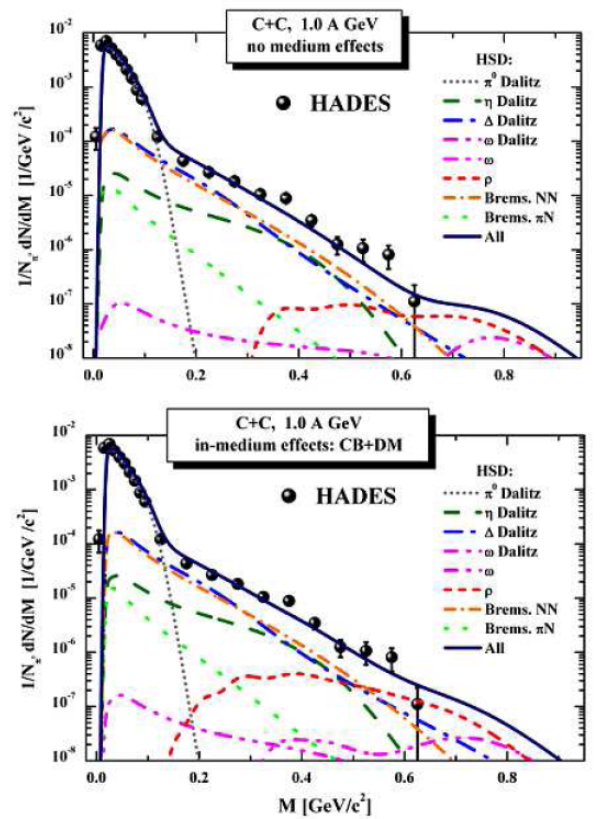 C+C, 1.0 A GeV
no medium effects
HADES
HSD:
π⁰ Dalitz
η Dalitz
Δ Dalitz
ω Dalitz
ω
ρ
Brems. NN
Brems. πN
All
10⁻²
10⁻³
10⁻⁴
10⁻⁵
10⁻⁶
10⁻⁷
10⁻⁸
1/N_π⁰ dN/dM [1/GeV /c2]
0.0
0.2
0.4
0.6
0.8
C+C, 1.0 A GeV
in-medium effects: CB+DM
HADES
HSD:
π⁰ Dalitz
η Dalitz
Δ Dalitz
ω Dalitz
ω
ρ
Brems. NN
Brems. πN
All
10⁻²
10⁻³
10⁻⁴
10⁻⁵
10⁻⁶
10⁻⁷
10⁻⁸
1/N_π⁰ dN/dM [1/GeV /c²]
0.0
0.2
0.4
0.6
0.8
M [GeV/c²]